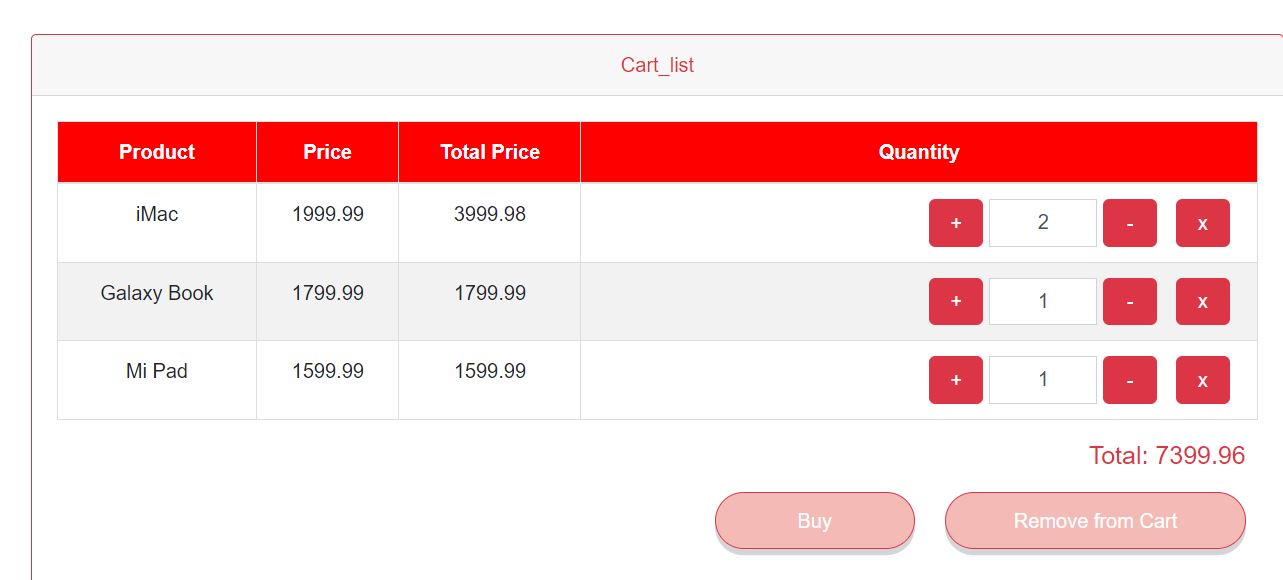 Cart_list
Product Price Total Price Quantity
iMac 1999.99 3999.98 + 2 - x
Galaxy Book 1799.99 1799.99 + 1 - x
Mi Pad 1599.99 1599.99 + 1 - x
Total: 7399.96
Buy Remove from Cart